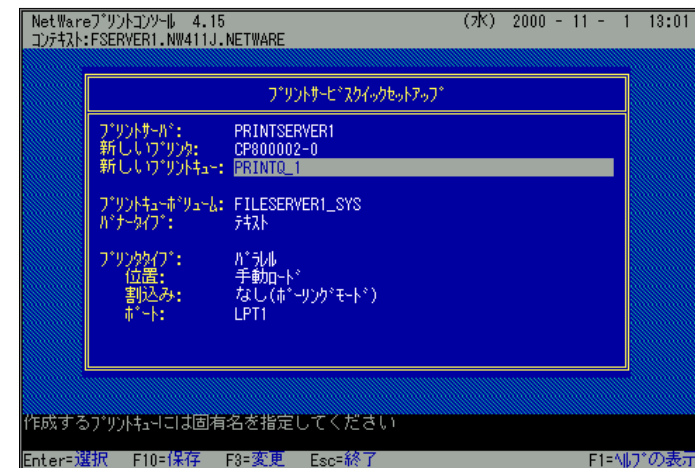 NetWareﾌﾟﾘﾝﾄｺﾝｿｰﾙ 4.15 (水) 2000 - 11 - 1 13:01
ｺﾝﾃｷｽﾄ:FSERVER1.NW411J.NETWARE
ﾌﾟﾘﾝﾄｻｰﾋﾞｽｸｲｯｸｾｯﾄｱｯﾌﾟ
ﾌﾟﾘﾝﾄｻｰﾊﾞ: PRINTSERVER1
新しいﾌﾟﾘﾝﾀ: CP800002-0
新しいﾌﾟﾘﾝﾄｷｭｰ: PRINTQ_1
ﾌﾟﾘﾝﾄｷｭｰﾎﾞﾘｭｰﾑ: FILESERVER1_SYS
ﾊﾞﾅｰﾀｲﾌﾟ: ﾃｷｽﾄ
ﾌﾟﾘﾝﾀﾀｲﾌﾟ: ﾊﾟﾗﾚﾙ
位置: 手動ﾛｰﾄﾞ
割込み: なし(ﾎﾟｰﾘﾝｸﾞﾓｰﾄﾞ)
ﾎﾟｰﾄ: LPT1
作成するﾌﾟﾘﾝﾄｷｭｰには固有名を指定してください
Enter=選択 F10=保存 F3=変更 Esc=終了 F1=ﾍﾙﾌﾟの表示